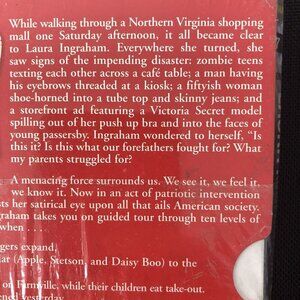 While walking through a Northern Virginia shopping
mall one Saturday afternoon, it all became clear
to Laura Ingraham. Everywhere she turned, she
saw signs of the impending disaster: zombie teens
texting each other across a café table; a man having
his eyebrows threaded at a kiosk; a fiftyish woman
shoe-horned into a tube top and skinny jeans; and
a storefront ad featuring a Victoria Secret model
spilling out of her push up bra and into the faces of
young passersby. Ingraham wondered to herself, “Is
this it? Is this what our forefathers fought for? What
my parents struggled for?
A menacing force surrounds us. We see it, we feel it,
we know it. Now in an act of patriotic intervention
sts her satirical eye upon all that ails American society.
graham takes you on guided tour through ten levels of
when . . . .
gers expand,
lar (Apple, Stetson, and Daisy Boo) to the
on Farmville, while their children eat take-out.
ened yesterday